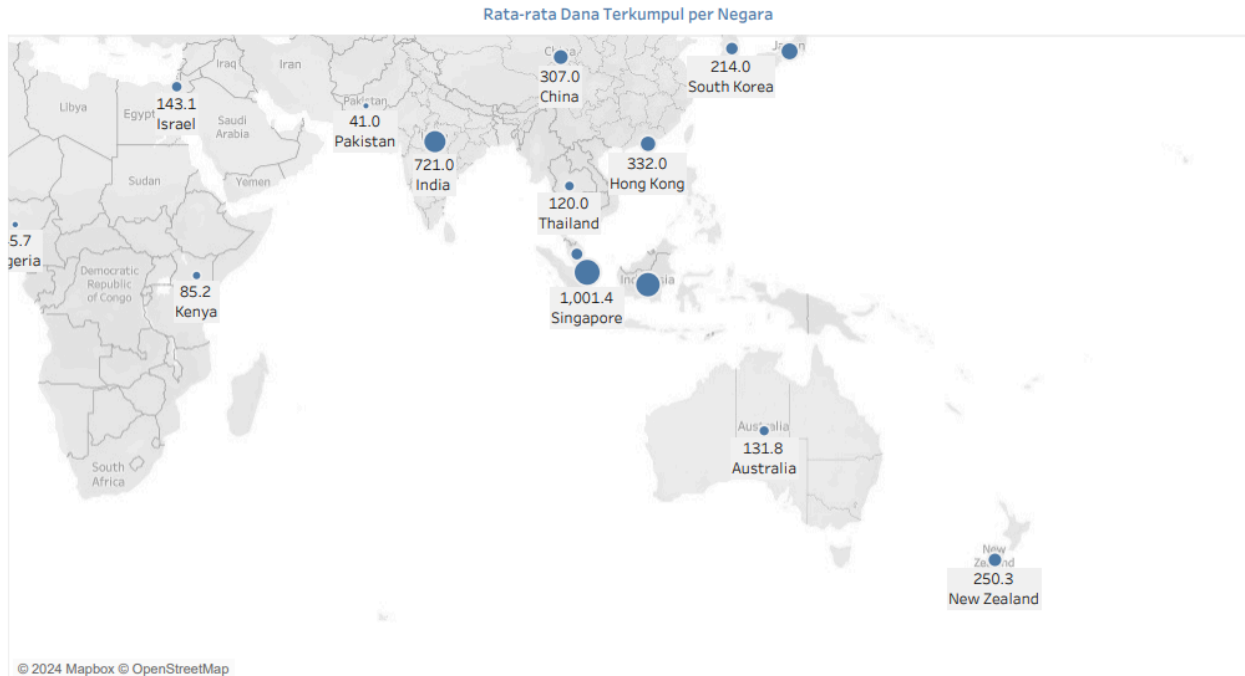 Rata-rata Dana Terkumpul per Negara
Iraq
Iran
Libya
Egypt
143.1
Israel
Saudi
Arabia
Pakistan
41.0
Pakistan
China
307.0
China
214.0
South Korea
Japan
721.0
India
332.0
Hong Kong
Sudan
Yemen
120.0
Thailand
5.7
geria
Democratic
Republic
of Congo
85.2
Kenya
1,001.4
Singapore
Indonesia
Australia
131.8
Australia
South
Africa
New
Zealand
250.3
New Zealand
© 2024 Mapbox © OpenStreetMap